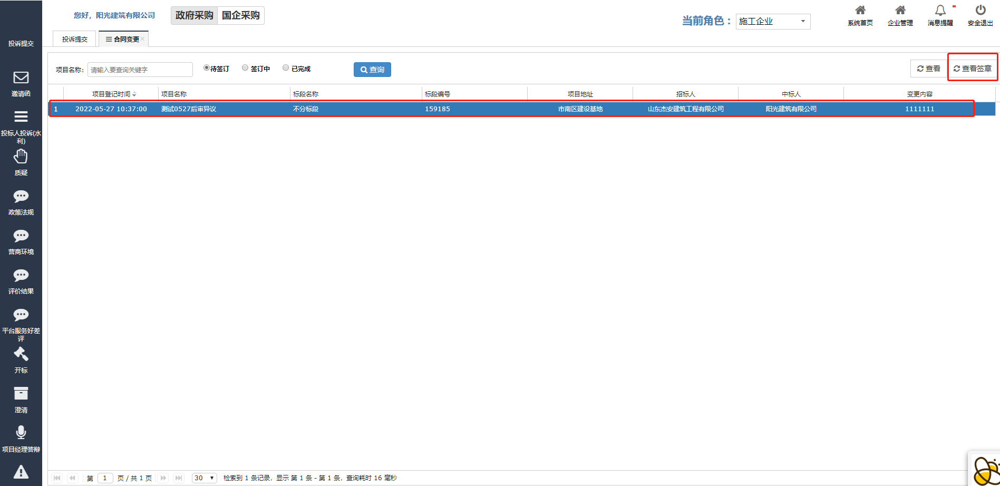 您好，阳光建筑有限公司
政府采购 国企采购
当前角色： 施工企业
系统首页 企业管理 消息提醒 安全退出
投诉提交 合同变更
投诉提交
邀请函
投标人投诉(水
利)
质疑
政策法规
营商环境
评价结果
平台服务好差
评
开标
澄清
项目经理答辩
项目名称： 请输入要查询关键字 待签订 签订中 已完成 查询 查看 查看签章
项目登记时间 项目名称 标段名称 标段编号 项目地址 招标人 中标人 变更内容
1 2022-05-27 10:37:00 测试0527后审异议 不分标段 159185 市南区建设基地 山东杰安建筑工程有限公司 阳光建筑有限公司 1111111
第 1 页 / 共 1 页 30 检索到 1 条记录，显示 第 1 条 - 第 1 条，查询耗时 16 毫秒